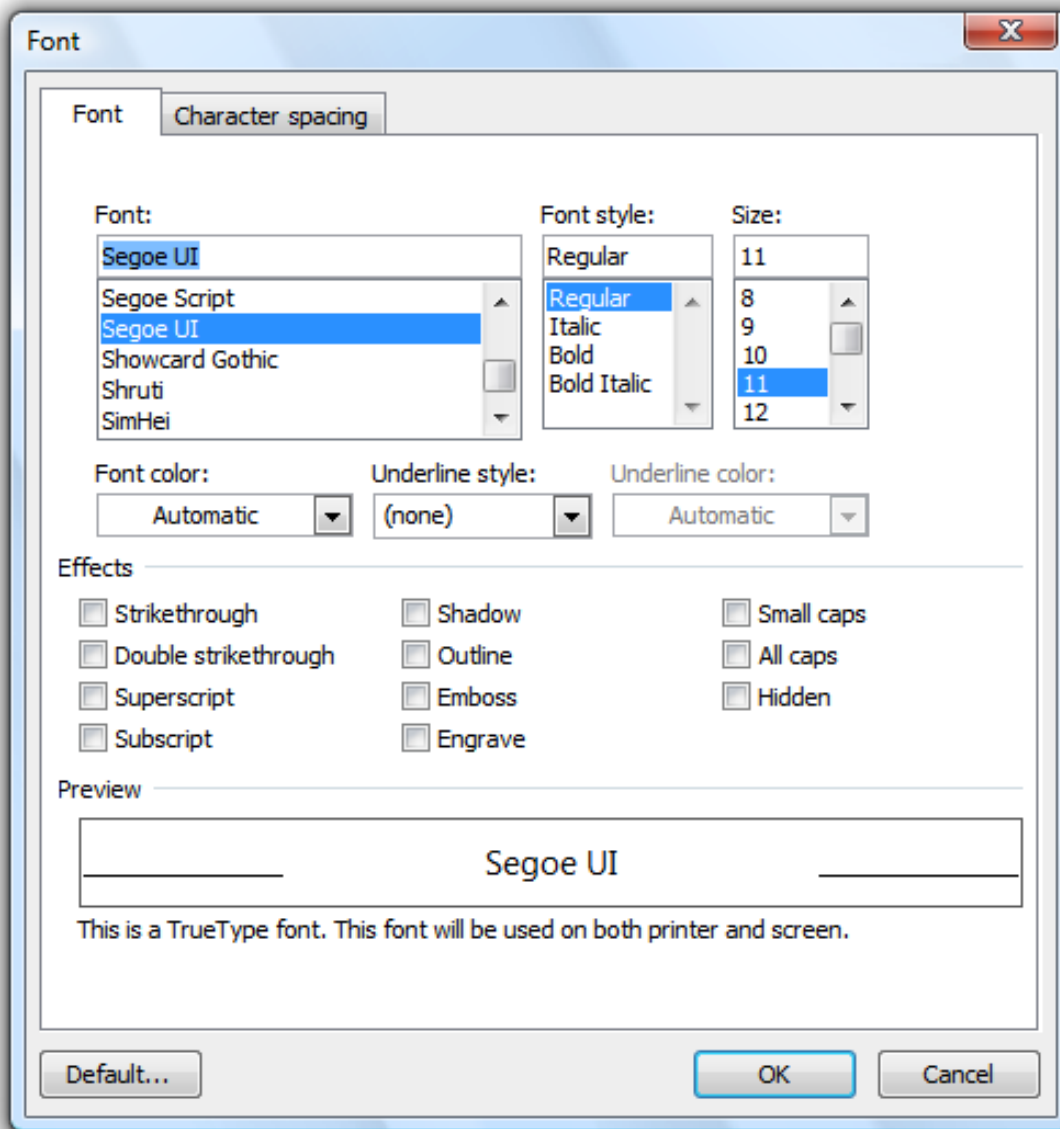 Font
Font Character spacing
Font: Font style: Size:
Segoe UI Regular 11
Segoe Script Regular 8
Segoe UI Italic 9
Showcard Gothic Bold 10
Shruti Bold Italic 11
SimHei 12
Font color: Underline style: Underline color:
Automatic (none) Automatic
Effects
Strikethrough Shadow Small caps
Double strikethrough Outline All caps
Superscript Emboss Hidden
Subscript Engrave
Preview
Segoe UI
This is a TrueType font. This font will be used on both printer and screen.
Default... OK Cancel